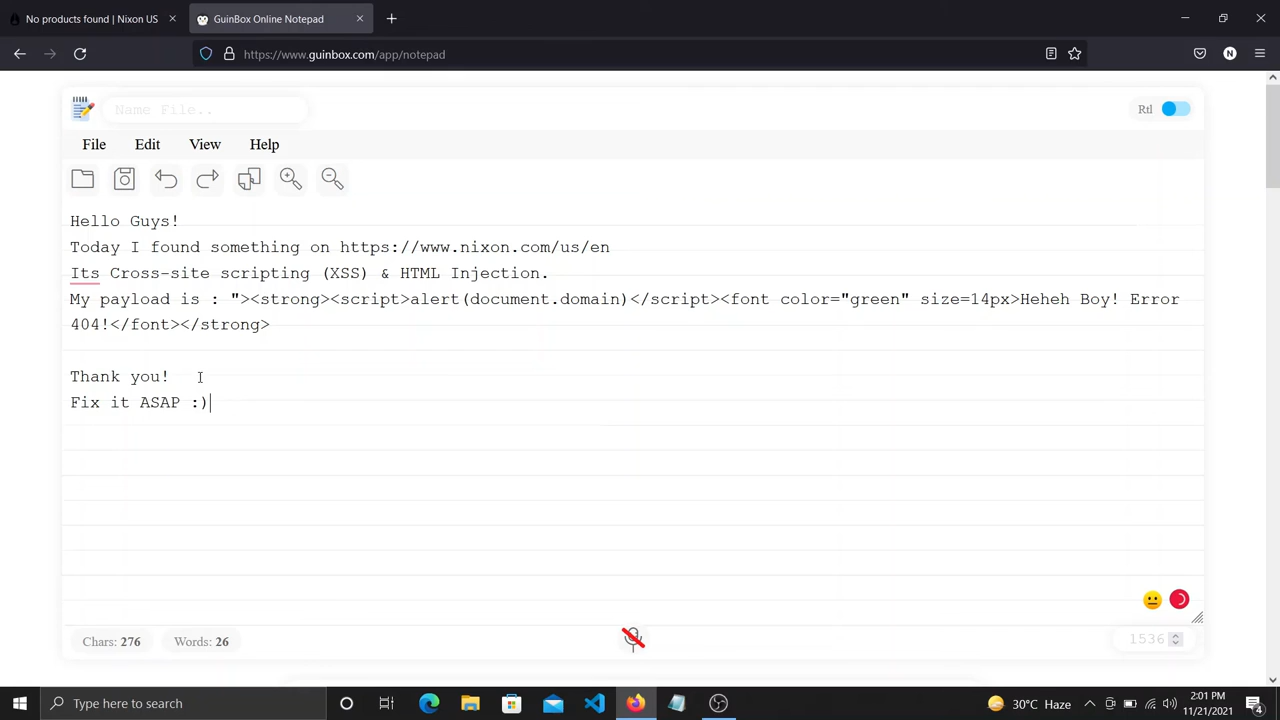 No products found | Nixon US
GuinBox Online Notepad
https://www.guinbox.com/app/notepad
N
Name File..
Rtl
File Edit View Help
Hello Guys!
Today I found something on https://www.nixon.com/us/en
Its Cross-site scripting (XSS) & HTML Injection.
My payload is : "><strong><script>alert(document.domain)</script><font color="green" size=14px>Heheh Boy! Error
404!</font></strong>
Thank you!
Fix it ASAP :)
Chars: 276 Words: 26
1536
Type here to search
30°C Haze
2:01 PM
11/21/2021
4